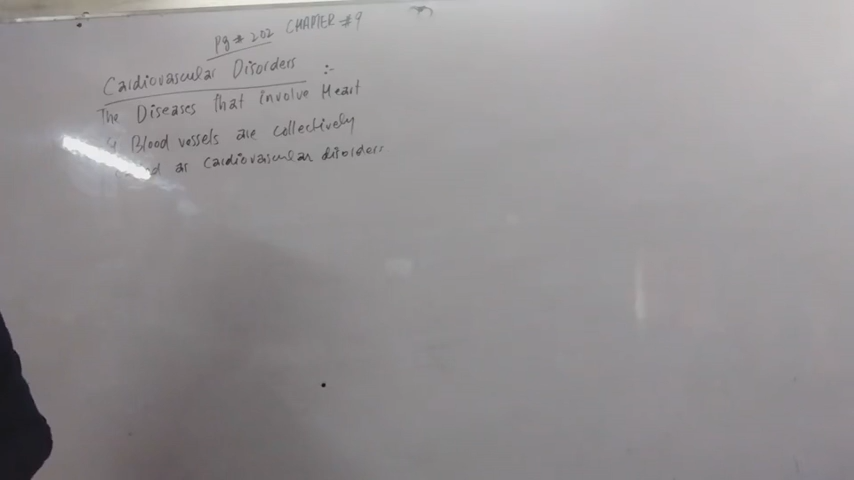 Pg # 202 CHAPTER #9
Cardiovascular Disorders :-
The Diseases that involve Heart
& Blood vessels are collectively
as cardiovascular disorders